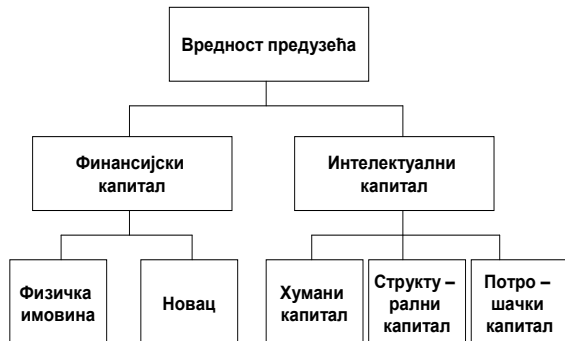 Вредност предузећа
Финансијски
капитал
Интелектуални
капитал
Физичка
имовина
Новац
Хумани
капитал
Структу –
рални
капитал
Потро –
шачки
капитал